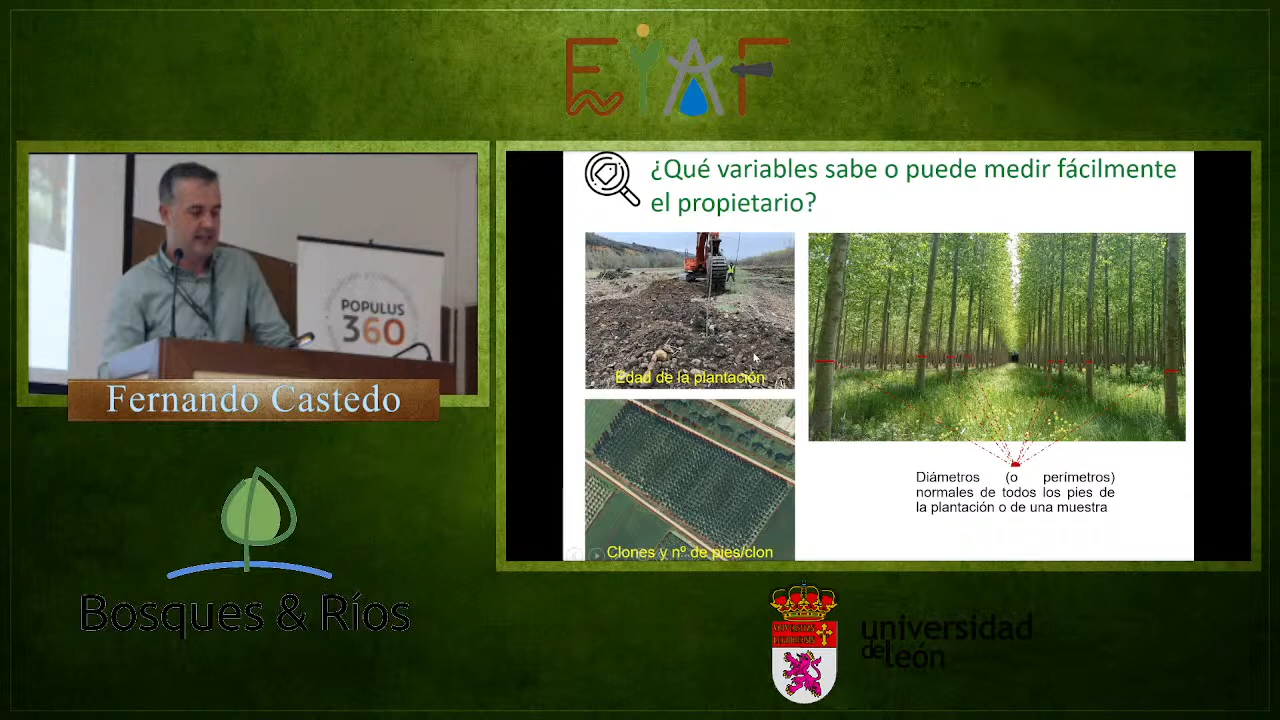 EIAF
¿Qué variables sabe o puede medir fácilmente
el propietario?
POPULUS
360
Edad de la plantación
Fernando Castedo
Diámetros (o perímetros)
normales de todos los pies de
la plantación o de una muestra
Clones y nº de pies/clon
Bosques & Ríos
universidad
de león